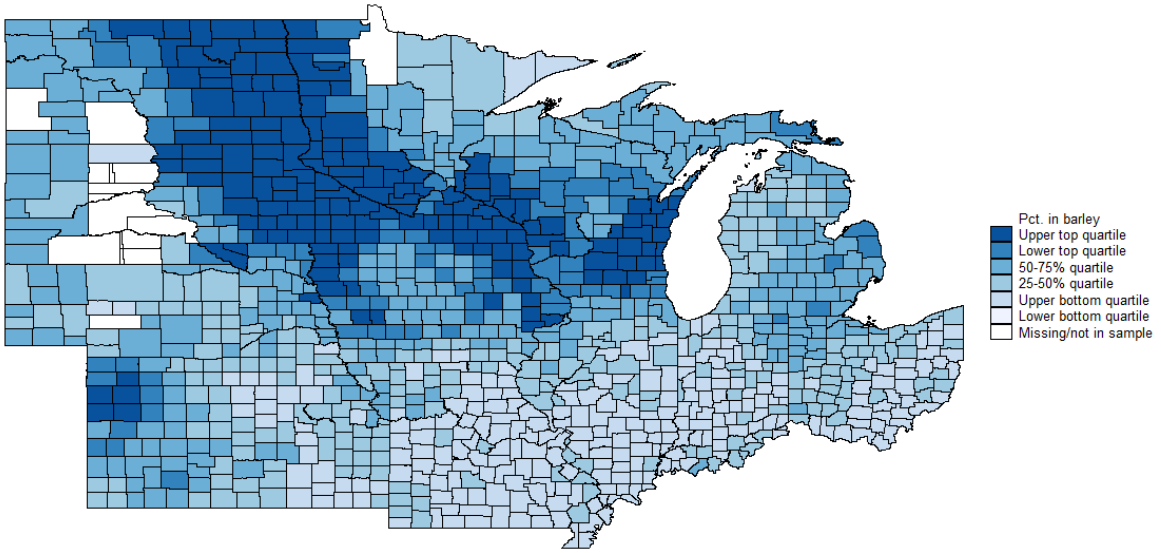 Pct. in barley
Upper top quartile
Lower top quartile
50-75% quartile
25-50% quartile
Upper bottom quartile
Lower bottom quartile
Missing/not in sample